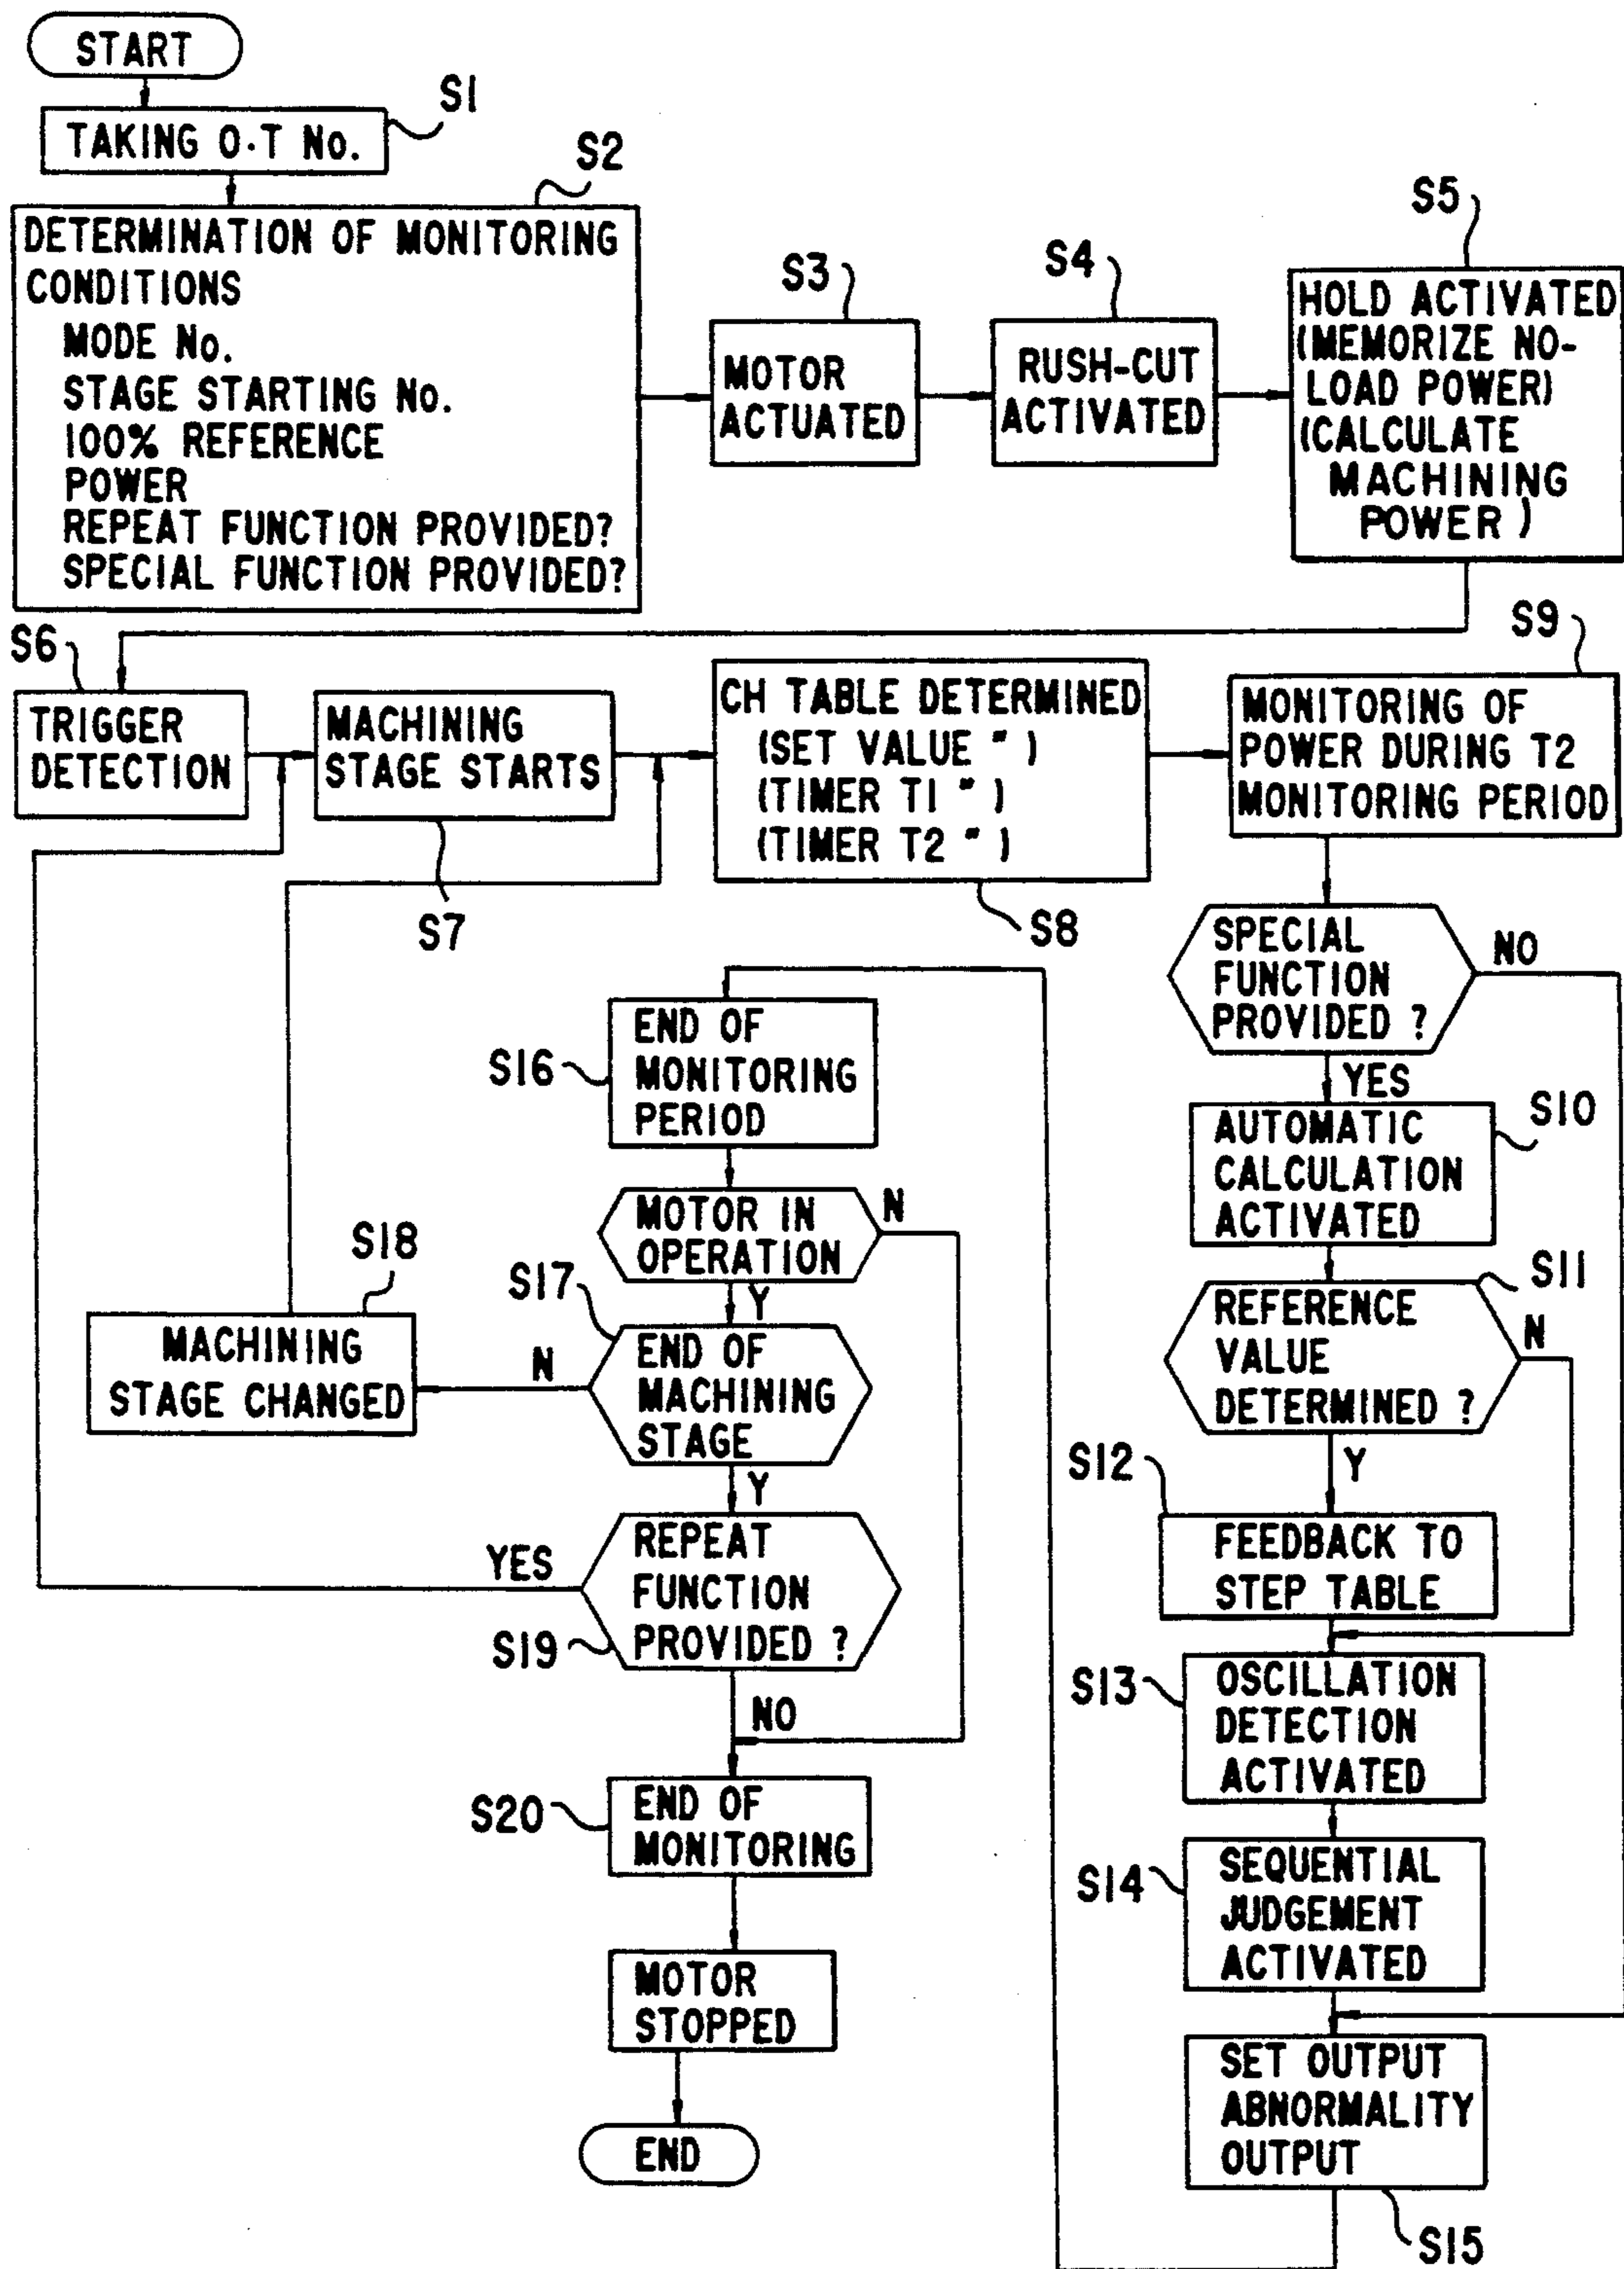 START
S1
TAKING O·T No.
S2
DETERMINATION OF MONITORING
CONDITIONS
MODE No.
STAGE STARTING No.
100% REFERENCE
POWER
REPEAT FUNCTION PROVIDED?
SPECIAL FUNCTION PROVIDED?
S3
MOTOR
ACTUATED
S4
RUSH-CUT
ACTIVATED
S5
HOLD ACTIVATED
(MEMORIZE NO-
LOAD POWER)
(CALCULATE
MACHINING
POWER )
S6
TRIGGER
DETECTION
MACHINING
STAGE STARTS
S7
CH TABLE DETERMINED
(SET VALUE " )
(TIMER T1 " )
(TIMER T2 " )
S8
S9
MONITORING OF
POWER DURING T2
MONITORING PERIOD
SPECIAL
FUNCTION
PROVIDED ?
NO
YES
S10
AUTOMATIC
CALCULATION
ACTIVATED
S11
REFERENCE
VALUE
DETERMINED ?
N
Y
S12
FEEDBACK TO
STEP TABLE
S13
OSCILLATION
DETECTION
ACTIVATED
S14
SEQUENTIAL
JUDGEMENT
ACTIVATED
SET OUTPUT
ABNORMALITY
OUTPUT
S15
S16
END OF
MONITORING
PERIOD
MOTOR IN
OPERATION
N
Y
S17
END OF
MACHINING
STAGE
N
S18
MACHINING
STAGE CHANGED
Y
REPEAT
FUNCTION
PROVIDED ?
YES
S19
NO
S20
END OF
MONITORING
MOTOR
STOPPED
END